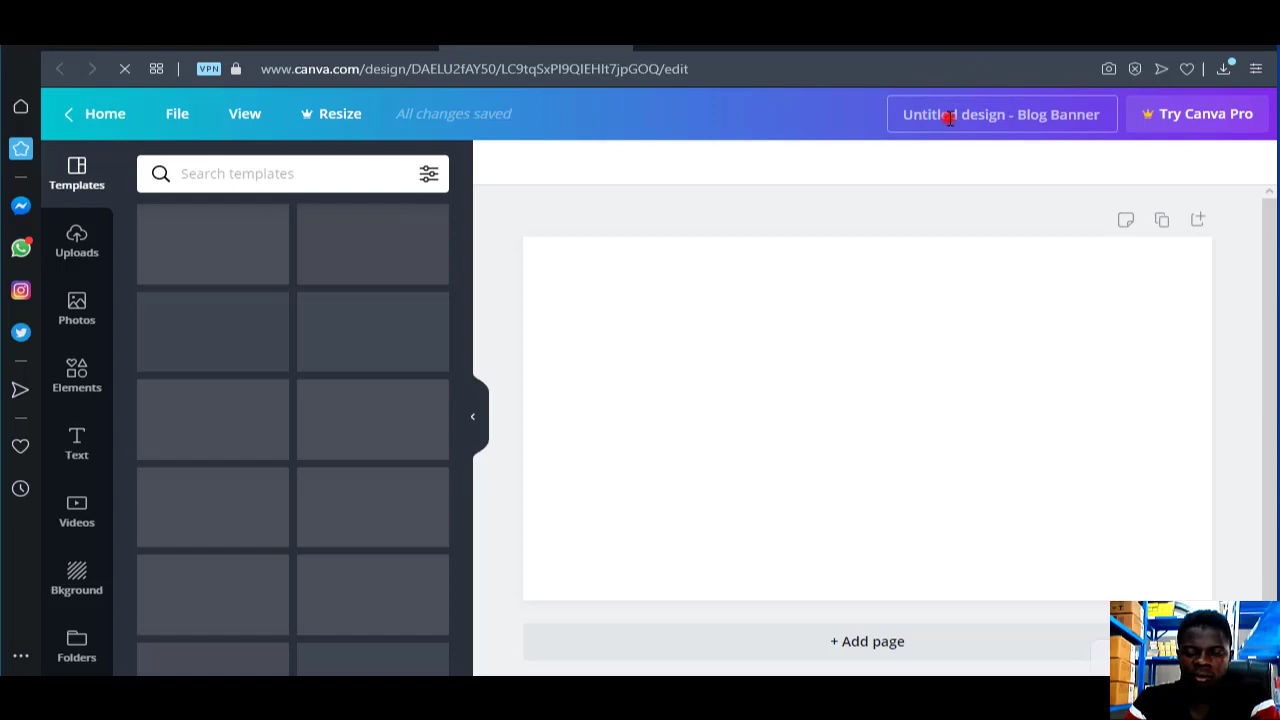 VPN
www.canva.com/design/DAELU2fAY50/LC9tqSxPI9QIEHIt7jpGOQ/edit
Home File View Resize All changes saved Untitled design - Blog Banner Try Canva Pro
Templates
Search templates
Uploads
Photos
Elements
Text
Videos
Bkground
Folders
+ Add page